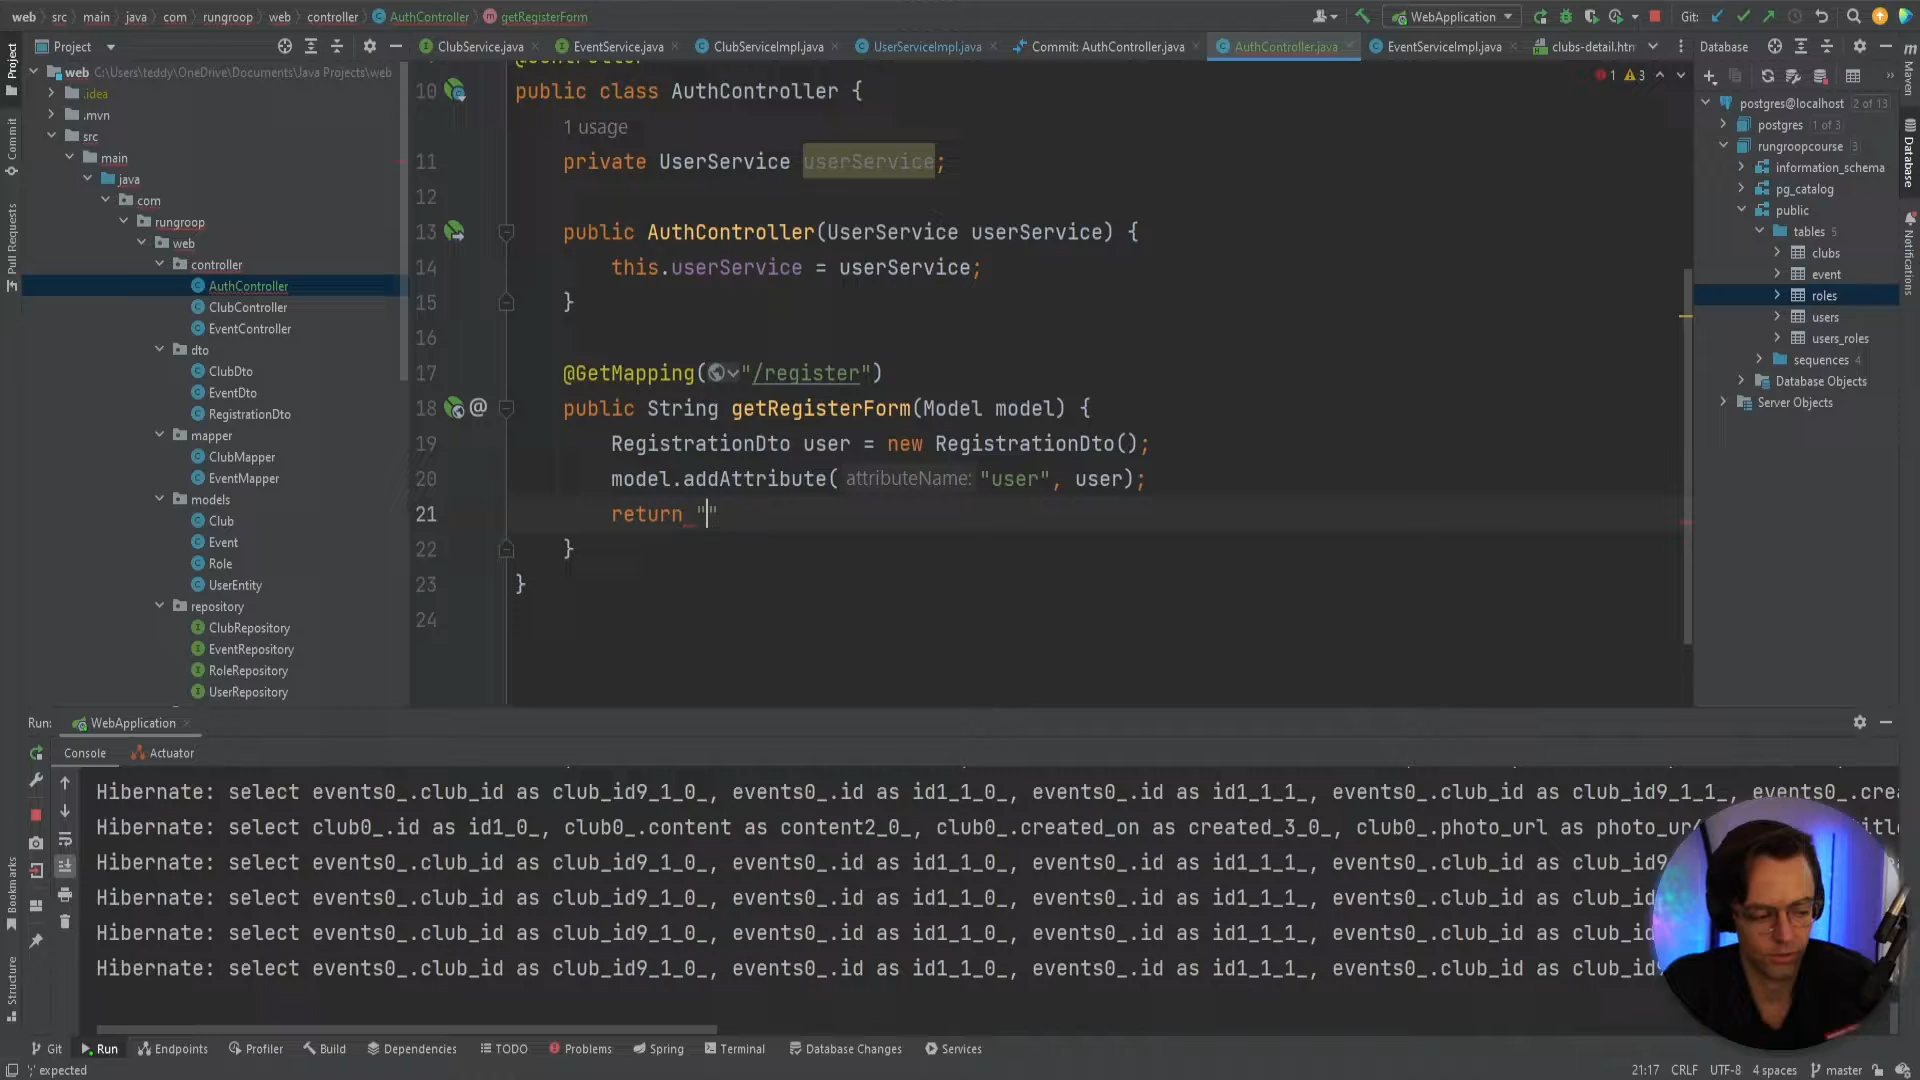 web > src > main > java > com > rungroop > web > controller > AuthController > getRegisterForm
WebApplication
Git:
Project
ClubService.java
EventService.java
ClubServiceImpl.java
UserServiceImpl.java
Commit: AuthController.java
AuthController.java
EventServiceImpl.java
clubs-detail.htn
Database
web C:\Users\teddy\OneDrive\Documents\Java Projects\web
.idea
.mvn
src
main
java
com
rungroop
web
controller
AuthController
ClubController
EventController
dto
ClubDto
EventDto
RegistrationDto
mapper
ClubMapper
EventMapper
models
Club
Event
Role
UserEntity
repository
ClubRepository
EventRepository
RoleRepository
UserRepository
1 3
@Controller
10 public class AuthController {
1 usage
11 private UserService userService;
12
13 public AuthController(UserService userService) {
14 this.userService = userService;
15 }
16
17 @GetMapping("/register")
18 @ public String getRegisterForm(Model model) {
19 RegistrationDto user = new RegistrationDto();
20 model.addAttribute( attributeName: "user", user);
21 return ""
22 }
23 }
24
postgres@localhost 2 of 13
postgres 1 of 3
rungroopcourse 3
information_schema
pg_catalog
public
tables 5
clubs
event
roles
users
users_roles
sequences 4
Database Objects
Server Objects
Project
Commit
Pull Requests
Bookmarks
Structure
Maven
Database
Notifications
Run: WebApplication
Console Actuator
Hibernate: select events0_.club_id as club_id9_1_0_, events0_.id as id1_1_0_, events0_.id as id1_1_1_, events0_.club_id as club_id9_1_1_, events0_.crea
Hibernate: select club0_.id as id1_0_, club0_.content as content2_0_, club0_.created_on as created_3_0_, club0_.photo_url as photo_ur
Hibernate: select events0_.club_id as club_id9_1_0_, events0_.id as id1_1_0_, events0_.id as id1_1_1_, events0_.club_id as club_id9
Hibernate: select events0_.club_id as club_id9_1_0_, events0_.id as id1_1_0_, events0_.id as id1_1_1_, events0_.club_id as club_id
Hibernate: select events0_.club_id as club_id9_1_0_, events0_.id as id1_1_0_, events0_.id as id1_1_1_, events0_.club_id as club_id
Hibernate: select events0_.club_id as club_id9_1_0_, events0_.id as id1_1_0_, events0_.id as id1_1_1_, events0_.club_id as club_id
Git Run Endpoints Profiler Build Dependencies TODO Problems Spring Terminal Database Changes Services
';' expected
21:17 CRLF UTF-8 4 spaces master